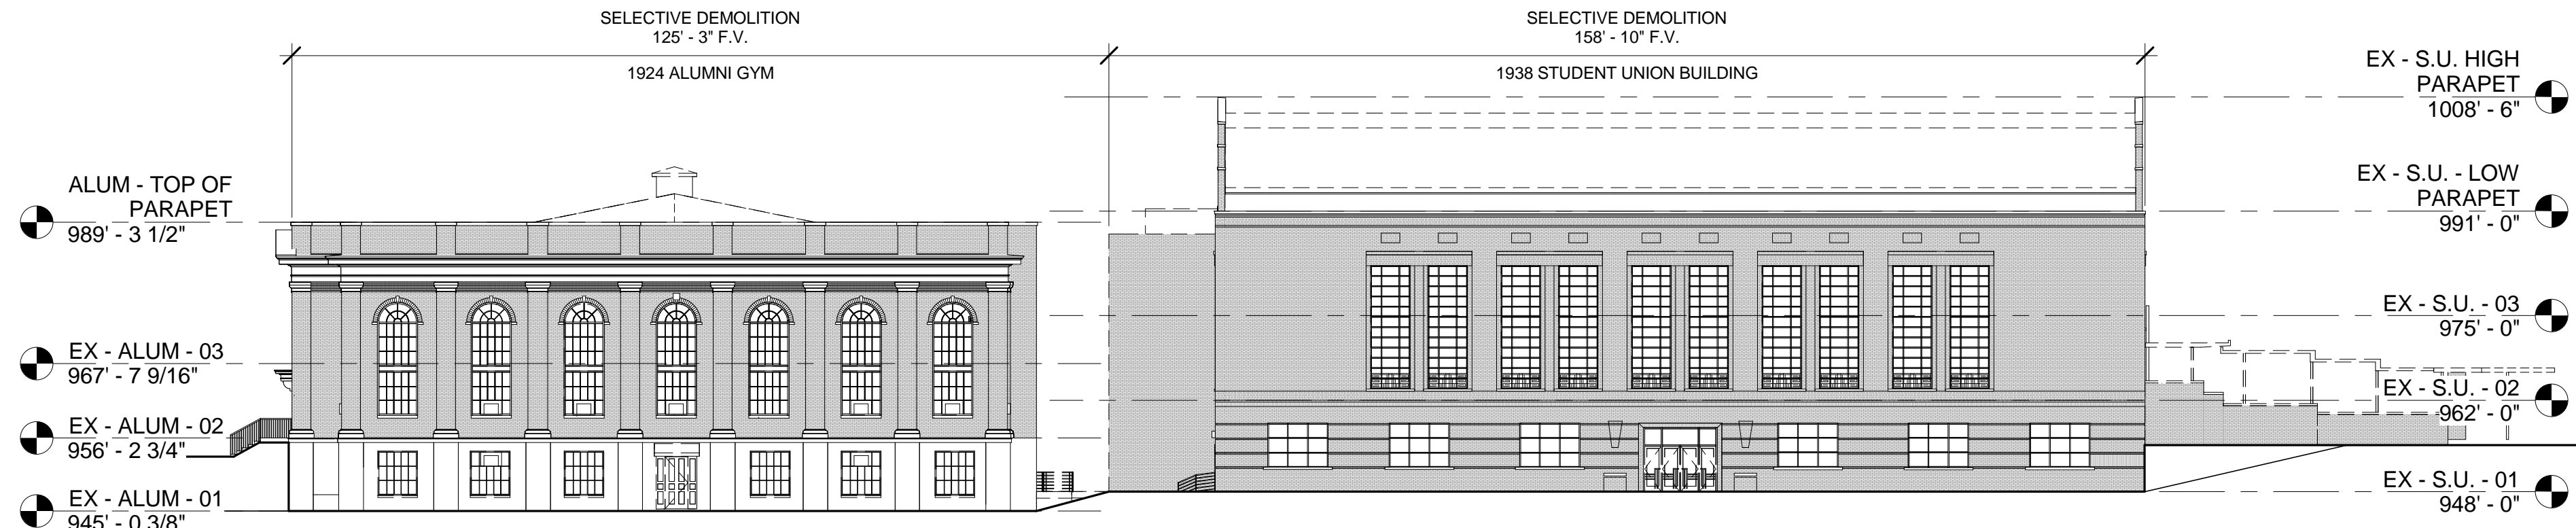 SELECTIVE DEMOLITION
125' - 3" F.V.
1924 ALUMNI GYM
SELECTIVE DEMOLITION
158' - 10" F.V.
1938 STUDENT UNION BUILDING
ALUM - TOP OF
PARAPET
989' - 3 1/2"
EX - ALUM - 03
967' - 7 9/16"
EX - ALUM - 02
956' - 2 3/4"
EX - ALUM - 01
945' - 0 3/8"
EX - S.U. HIGH
PARAPET
1008' - 6"
EX - S.U. - LOW
PARAPET
991' - 0"
EX - S.U. - 03
975' - 0"
EX - S.U. - 02
962' - 0"
EX - S.U. - 01
948' - 0"